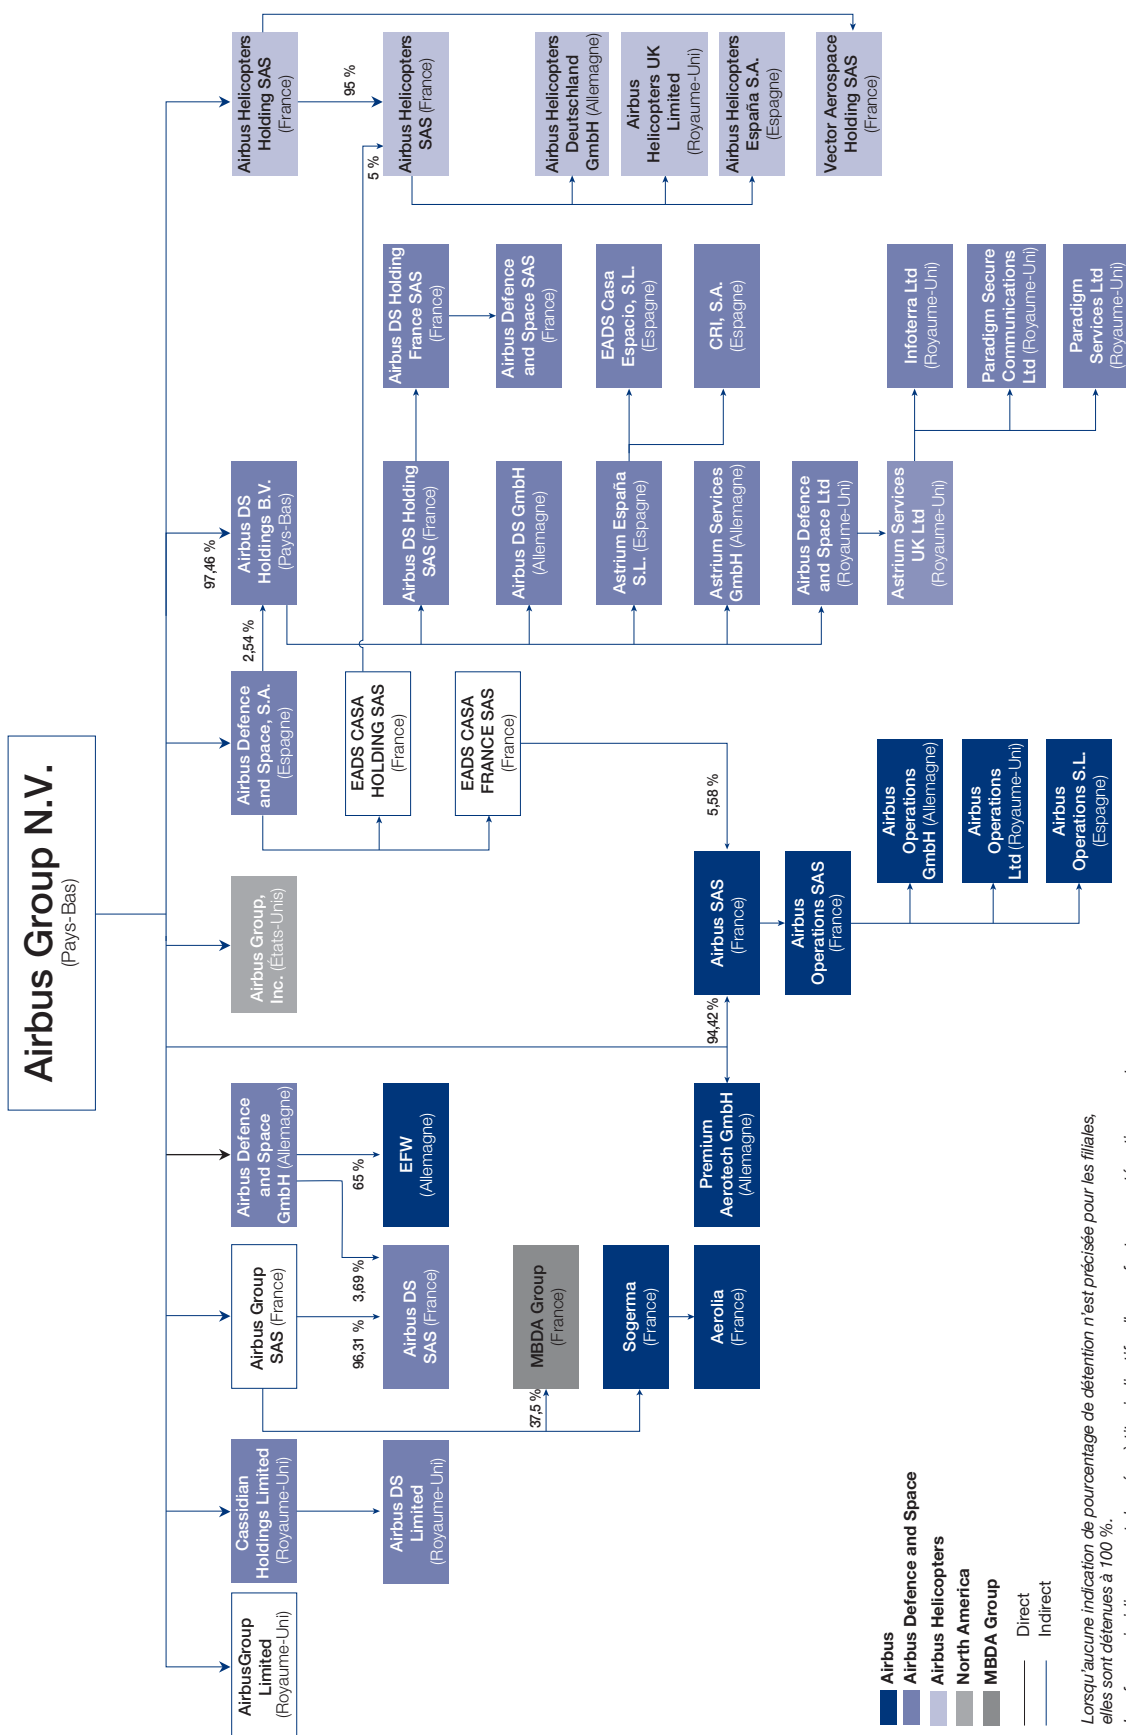 Airbus Group N.V.
(Pays-Bas)
AirbusGroup
Limited
(Royaume-Uni)
Cassidian
Holdings Limited
(Royaume-Uni)
Airbus DS
Limited
(Royaume-Uni)
Airbus Group
SAS (France)
96,31 %
3,69 %
Airbus DS
SAS (France)
37,5 %
MBDA Group
(France)
Sogerma
(France)
Aerolia
(France)
Airbus Defence
and Space
GmbH (Allemagne)
65 %
EFW
(Allemagne)
Premium
Aerotech GmbH
(Allemagne)
94,42 %
Airbus Group,
Inc. (États-Unis)
Airbus Defence
and Space, S.A.
(Espagne)
2,54 %
EADS CASA
HOLDING SAS
(France)
EADS CASA
FRANCE SAS
(France)
5,58 %
Airbus SAS
(France)
Airbus
Operations SAS
(France)
Airbus
Operations
GmbH (Allemagne)
Airbus
Operations
Ltd (Royaume-Uni)
Airbus
Operations S.L.
(Espagne)
97,46 %
Airbus DS
Holdings B.V.
(Pays-Bas)
Airbus DS Holding
SAS (France)
Airbus DS Holding
France SAS
(France)
Airbus Defence
and Space SAS
(France)
Airbus DS GmbH
(Allemagne)
Astrium España
S.L. (Espagne)
EADS Casa
Espacio, S.L.
(Espagne)
CRI, S.A.
(Espagne)
Astrium Services
GmbH (Allemagne)
Airbus Defence
and Space Ltd
(Royaume-Uni)
Astrium Services
UK Ltd
(Royaume-Uni)
Infoterra Ltd
(Royaume-Uni)
Paradigm Secure
Communications
Ltd (Royaume-Uni)
Paradigm
Services Ltd
(Royaume-Uni)
Airbus Helicopters
Holding SAS
(France)
95 %
5 %
Airbus Helicopters
SAS (France)
Airbus Helicopters
Deutschland
GmbH (Allemagne)
Airbus
Helicopters UK
Limited
(Royaume-Uni)
Airbus Helicopters
España S.A.
(Espagne)
Vector Aerospace
Holding SAS
(France)
Airbus
Airbus Defence and Space
Airbus Helicopters
North America
MBDA Group
Direct
Indirect
Lorsqu'aucune indication de pourcentage de détention n'est précisée pour les filiales,
elles sont détenues à 100 %.